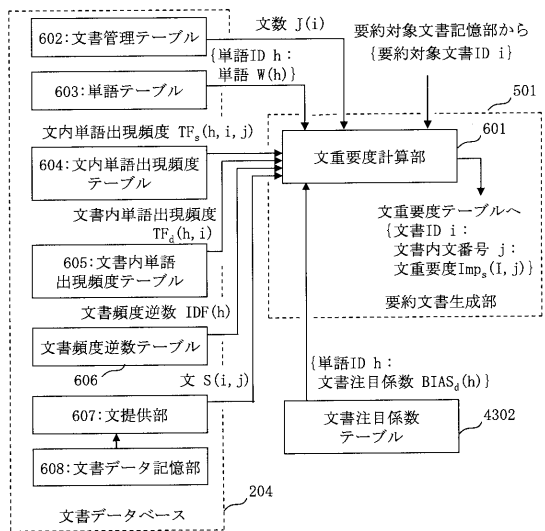 602:文書管理テーブル
文数 J(i)
要約対象文書記憶部から
{要約対象文書ID i}
{単語ID h:
単語 W(h)}
603:単語テーブル
501
文内単語出現頻度 TFs(h,i,j)
601
文重要度計算部
604:文内単語出現頻度
テーブル
文書内単語出現頻度
TFd(h,i)
文重要度テーブルへ
{文書ID i:
文書内文番号 j:
文重要度Imps(I,j)}
605:文書内単語
出現頻度テーブル
要約文書生成部
文書頻度逆数 IDF(h)
文書頻度逆数テーブル
606
文 S(i,j)
{単語ID h:
文書注目係数 BIASd(h)}
607:文提供部
文書注目係数
テーブル
4302
608:文書データ記憶部
204
文書データベース